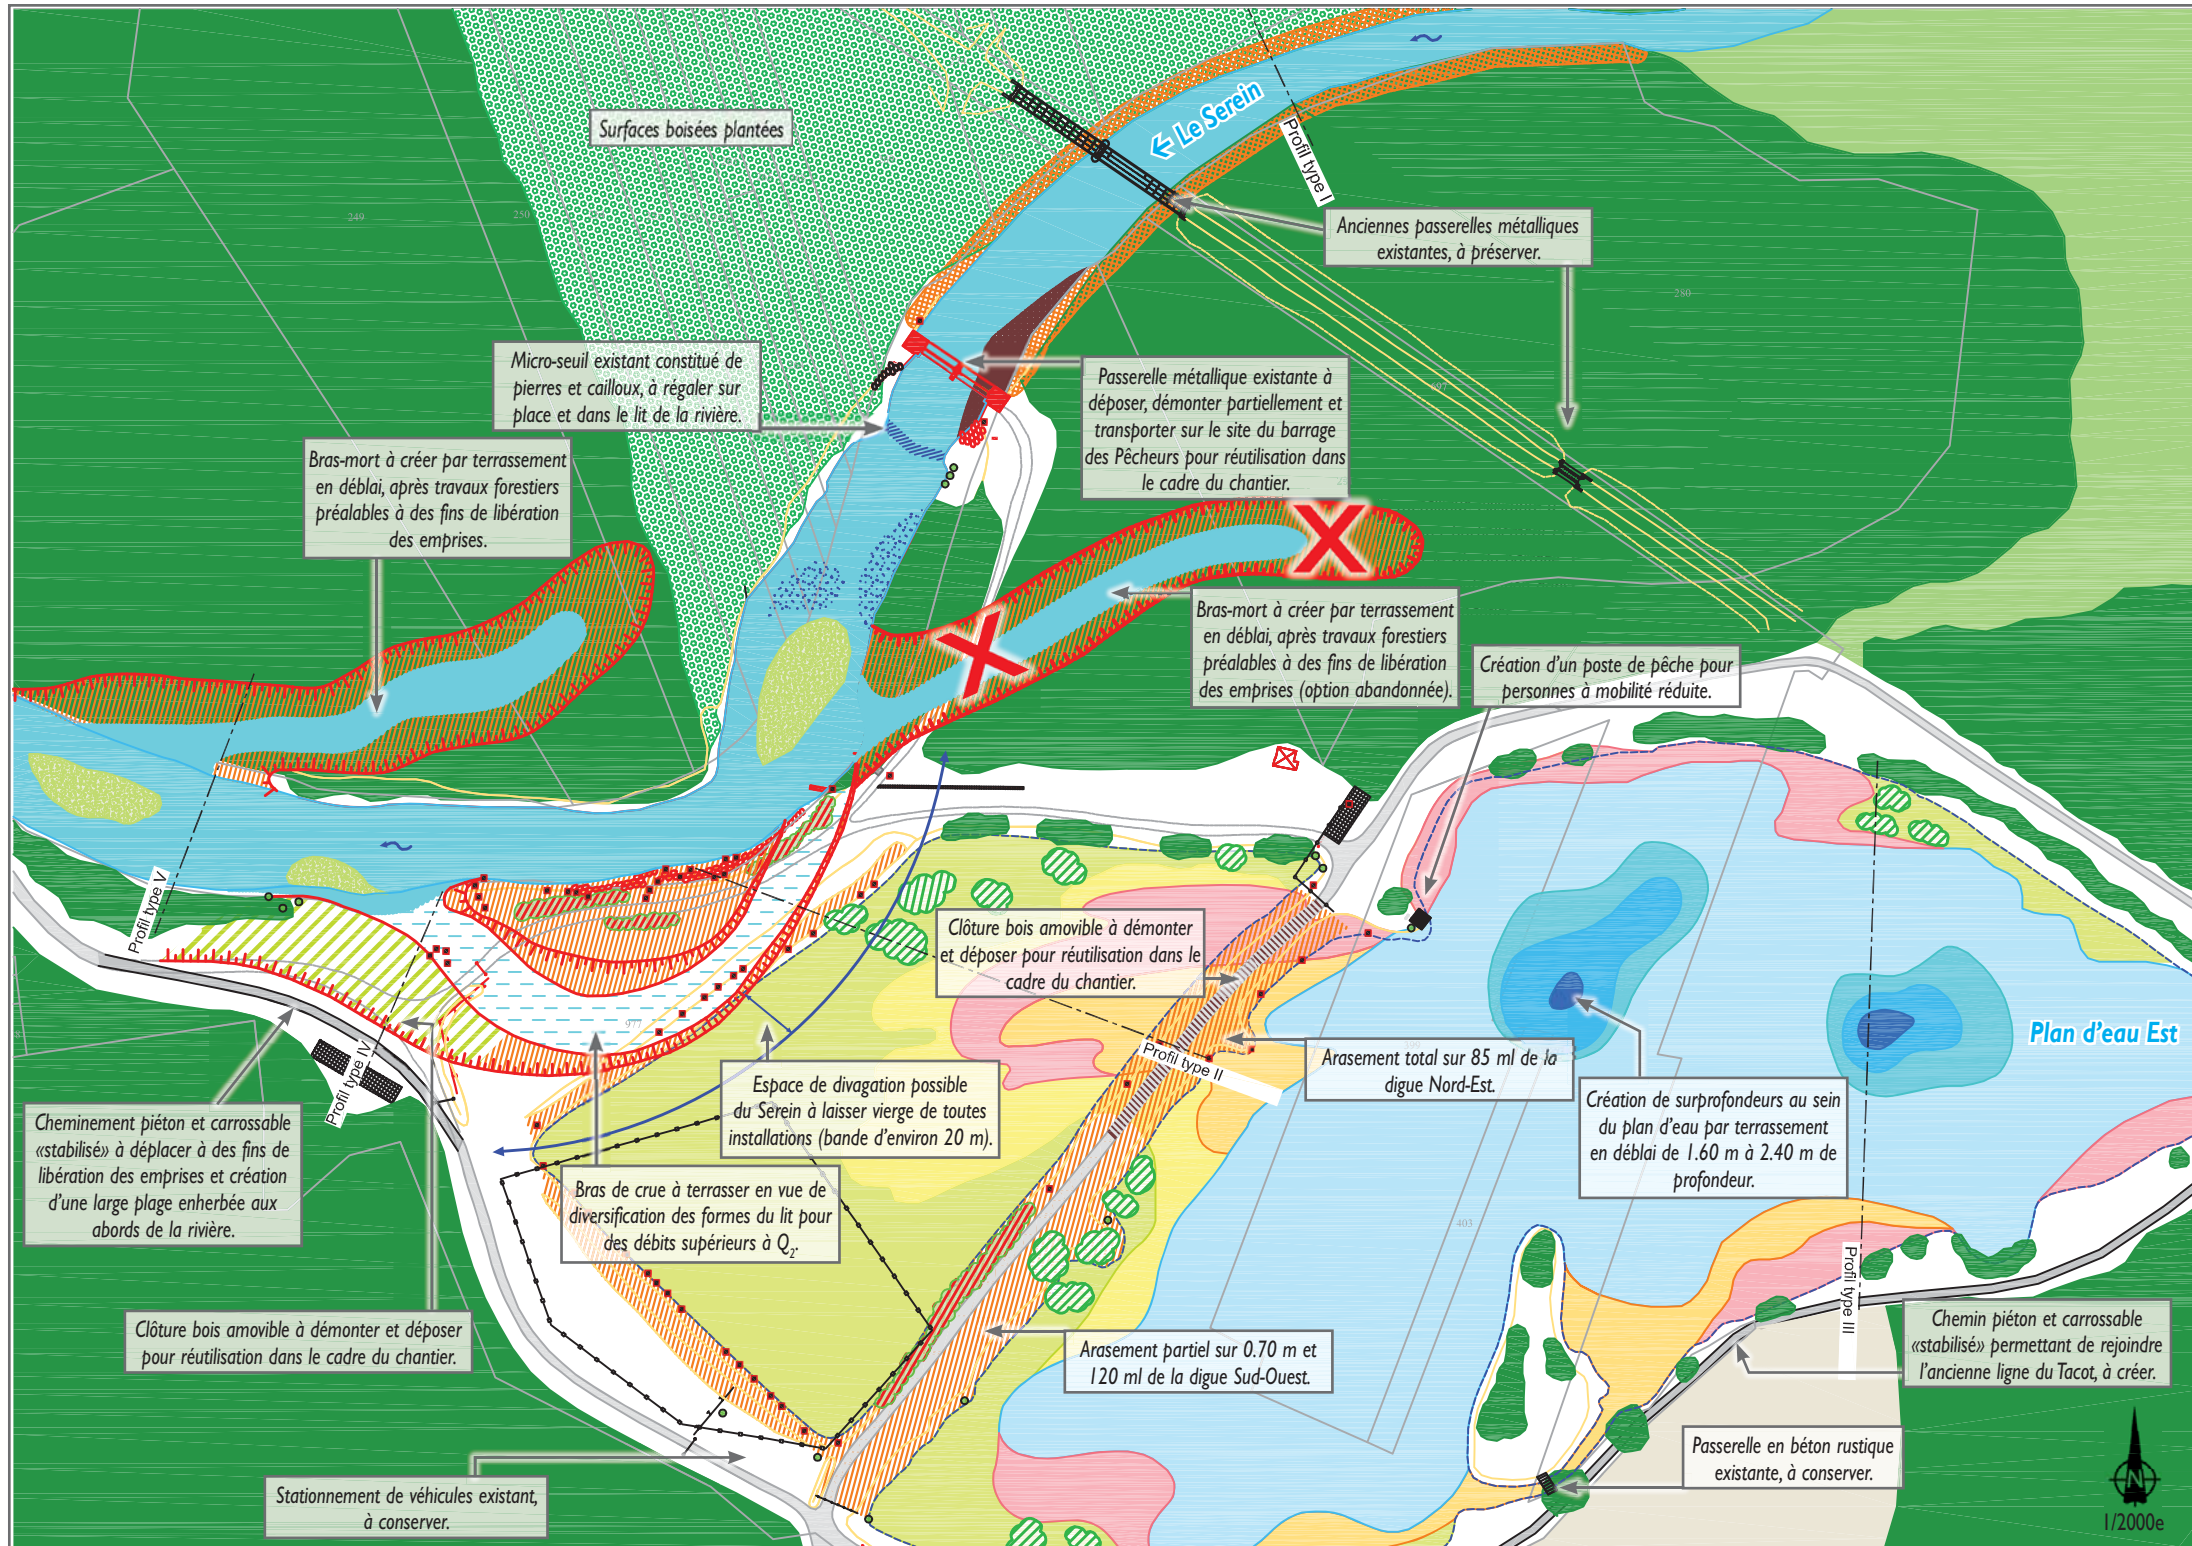 Surfaces boisées plantées
← Le Serein
Profil type I
249
250
Anciennes passerelles métalliques
existantes, à préserver.
280
Micro-seuil existant constitué de
pierres et cailloux, à régaler sur
place et dans le lit de la rivière.
Passerelle métallique existante à
déposer, démonter partiellement et
transporter sur le site du barrage
des Pêcheurs pour réutilisation dans
le cadre du chantier.
697
Bras-mort à créer par terrassement
en déblai, après travaux forestiers
préalables à des fins de libération
des emprises.
Bras-mort à créer par terrassement
en déblai, après travaux forestiers
préalables à des fins de libération
des emprises (option abandonnée).
Création d'un poste de pêche pour
personnes à mobilité réduite.
Profil type V
Clôture bois amovible à démonter
et déposer pour réutilisation dans le
cadre du chantier.
977
Profil type IV
Profil type II
399
Plan d'eau Est
Arasement total sur 85 ml de la
digue Nord-Est.
Espace de divagation possible
du Serein à laisser vierge de toutes
installations (bande d'environ 20 m).
Création de surprofondeurs au sein
du plan d'eau par terrassement
en déblai de 1.60 m à 2.40 m de
profondeur.
Cheminement piéton et carrossable
«stabilisé» à déplacer à des fins de
libération des emprises et création
d'une large plage enherbée aux
abords de la rivière.
Bras de crue à terrasser en vue de
diversification des formes du lit pour
des débits supérieurs à Q2.
403
Profil type III
Clôture bois amovible à démonter et déposer
pour réutilisation dans le cadre du chantier.
Arasement partiel sur 0.70 m et
120 ml de la digue Sud-Ouest.
Chemin piéton et carrossable
«stabilisé» permettant de rejoindre
l'ancienne ligne du Tacot, à créer.
Passerelle en béton rustique
existante, à conserver.
Stationnement de véhicules existant,
à conserver.
N
1/2000e